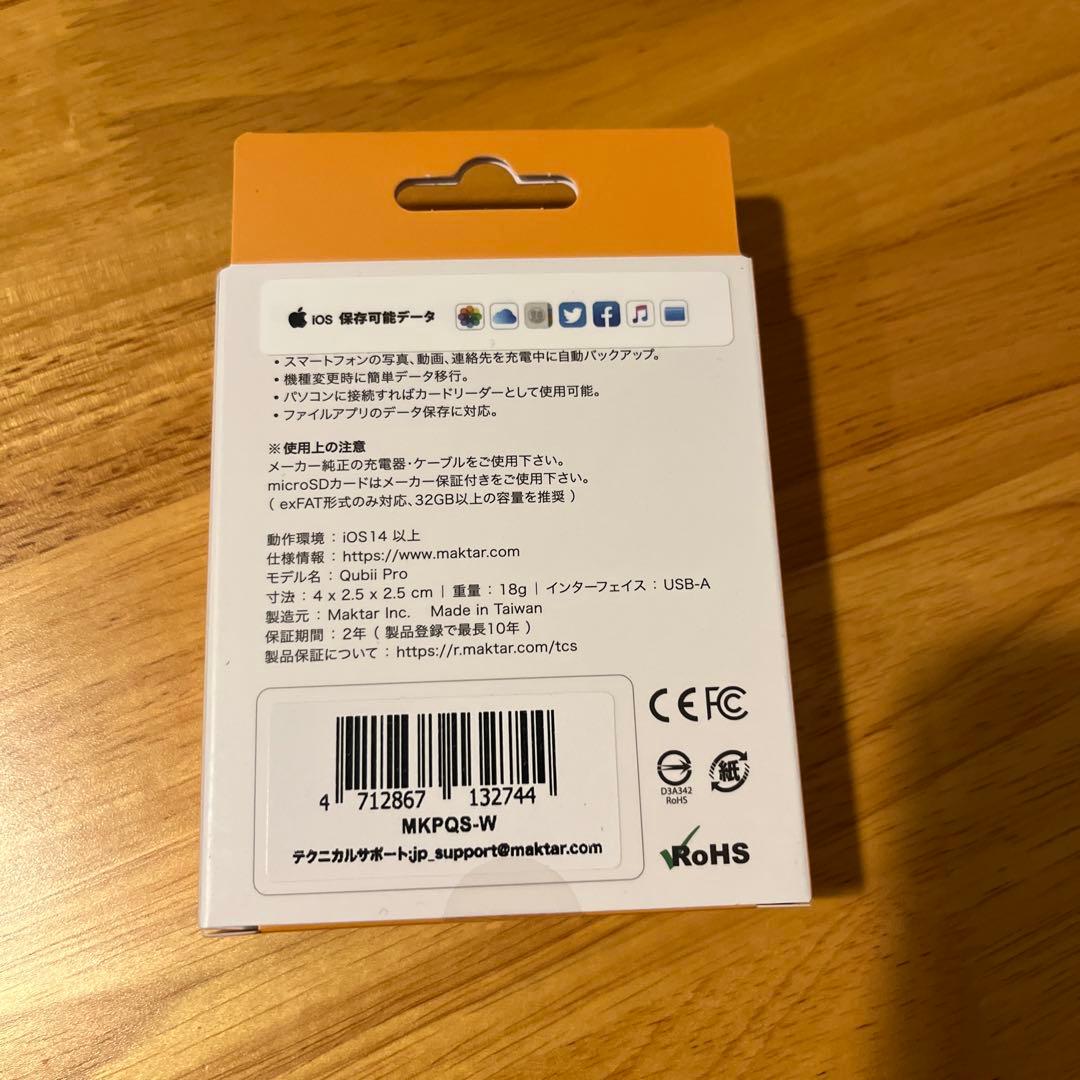 iOS 保存可能データ
• スマートフォンの写真、動画、連絡先を充電中に自動バックアップ。
• 機種変更時に簡単データ移行。
• パソコンに接続すればカードリーダーとして使用可能。
• ファイルアプリのデータ保存に対応。
※ 使用上の注意
メーカー純正の充電器・ケーブルをご使用下さい。
microSDカードはメーカー保証付きをご使用下さい。
( exFAT形式のみ対応、32GB以上の容量を推奨 )
動作環境 : iOS14 以上
仕様情報 : https://www.maktar.com
モデル名 : Qubii Pro
寸法 : 4 x 2.5 x 2.5 cm | 重量 : 18g | インターフェイス : USB-A
製造元 : Maktar Inc. Made in Taiwan
保証期間 : 2年 ( 製品登録で最長10年 )
製品保証について : https://r.maktar.com/tcs
CE FC
4 712867 132744
MKPQS-W
テクニカルサポート:jp_support@maktar.com
D3A342
RoHS
紙
RoHS